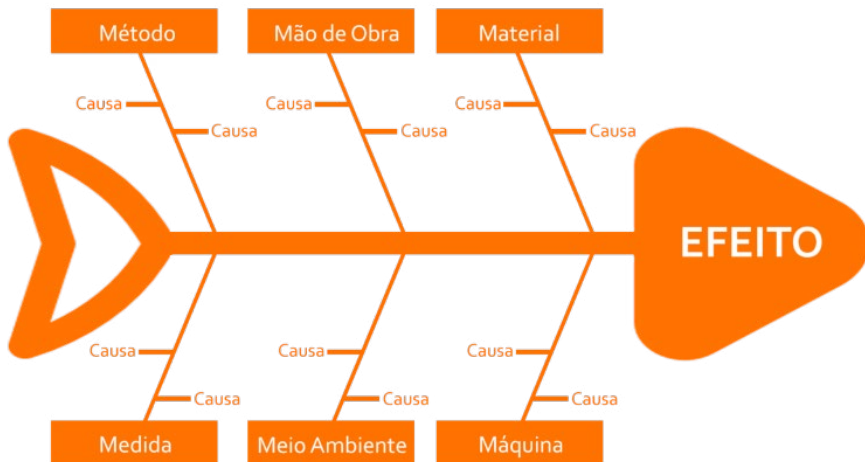 Método
Mão de Obra
Material
Causa
Causa
Causa
Causa
Causa
Causa
EFEITO
Causa
Causa
Causa
Causa
Causa
Causa
Medida
Meio Ambiente
Máquina